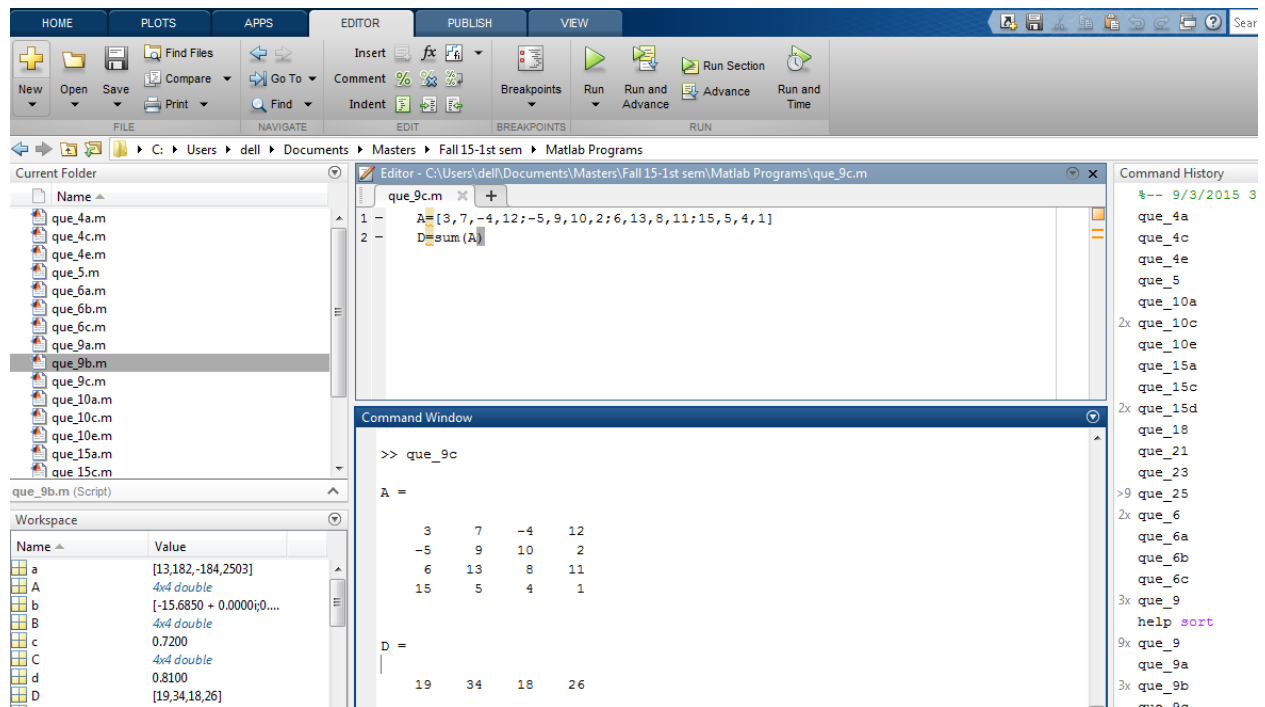 HOME PLOTS APPS EDITOR PUBLISH VIEW
Sear
New
Open
Save
Find Files
Compare
Print
FILE
Go To
Find
NAVIGATE
Insert fx
Comment %
Indent
EDIT
Breakpoints
BREAKPOINTS
Run
Run and Advance
Run Section
Advance
Run and Time
RUN
C: Users dell Documents Masters Fall 15-1st sem Matlab Programs
Current Folder
Name
que_4a.m
que_4c.m
que_4e.m
que_5.m
que_6a.m
que_6b.m
que_6c.m
que_9a.m
que_9b.m
que_9c.m
que_10a.m
que_10c.m
que_10e.m
que_15a.m
que 15c.m
que_9b.m (Script)
Workspace
Name Value
a [13,182,-184,2503]
A 4x4 double
b [-15.6850 + 0.0000i;0....
B 4x4 double
c 0.7200
C 4x4 double
d 0.8100
D [19,34,18,26]
Editor - C:\Users\dell\Documents\Masters\Fall 15-1st sem\Matlab Programs\que_9c.m
que_9c.m
1 - A=[3,7,-4,12;-5,9,10,2;6,13,8,11;15,5,4,1]
2 - D=sum(A)
Command Window
>> que_9c
A =
3 7 -4 12
-5 9 10 2
6 13 8 11
15 5 4 1
D =
19 34 18 26
Command History
%-- 9/3/2015 3
que_4a
que_4c
que_4e
que_5
que_10a
2x que_10c
que_10e
que_15a
que_15c
2x que_15d
que_18
que_21
que_23
>9 que_25
2x que_6
que_6a
que_6b
que_6c
3x que_9
help sort
9x que_9
que_9a
3x que_9b